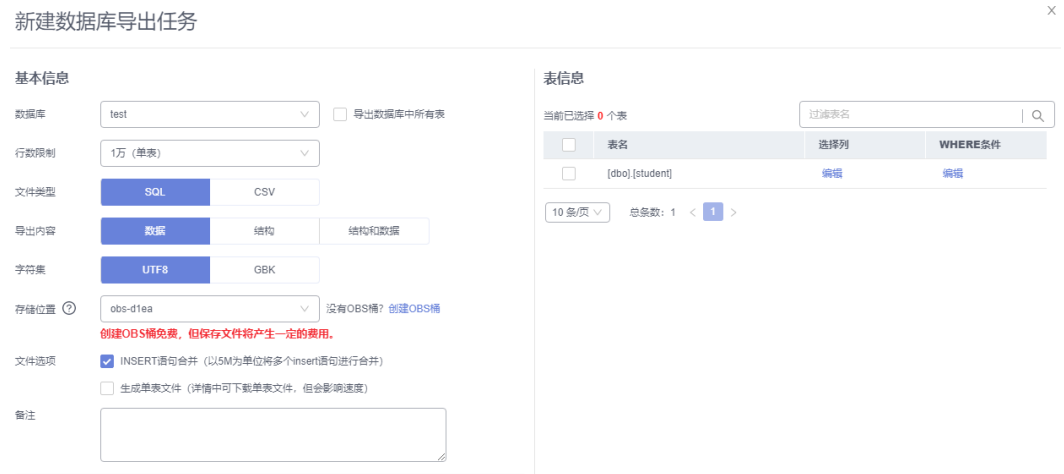 新建数据库导出任务
基本信息
数据库 test 导出数据库中所有表
行数限制 1万（单表）
文件类型 SQL CSV
导出内容 数据 结构 结构和数据
字符集 UTF8 GBK
存储位置 ? obs-d1ea 没有OBS桶？创建OBS桶
创建OBS桶免费，但保存文件将产生一定的费用。
文件选项 INSERT语句合并（以5M为单位将多个insert语句进行合并）
生成单表文件（详情中可下载单表文件，但会影响速度）
备注
表信息
当前已选择 0 个表 过滤表名
表名 选择列 WHERE条件
[dbo].[student] 编辑 编辑
10 条/页 总条数：1 < 1 >